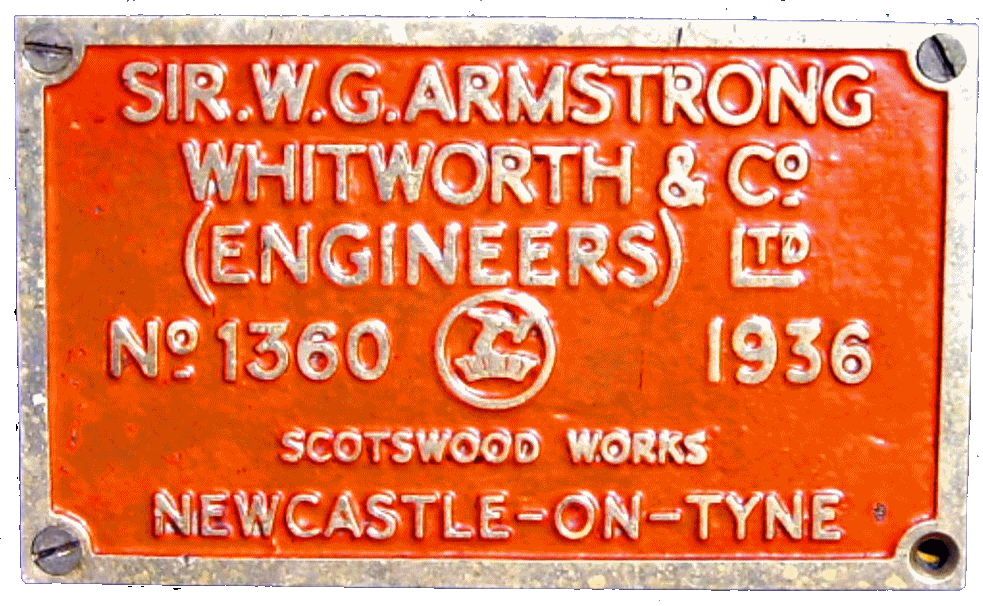 SIR.W.G.ARMSTRONG
WHITWORTH & Cº
(ENGINEERS) LTD
Nº 1360 1936
SCOTSWOOD WORKS
NEWCASTLE-ON-TYNE